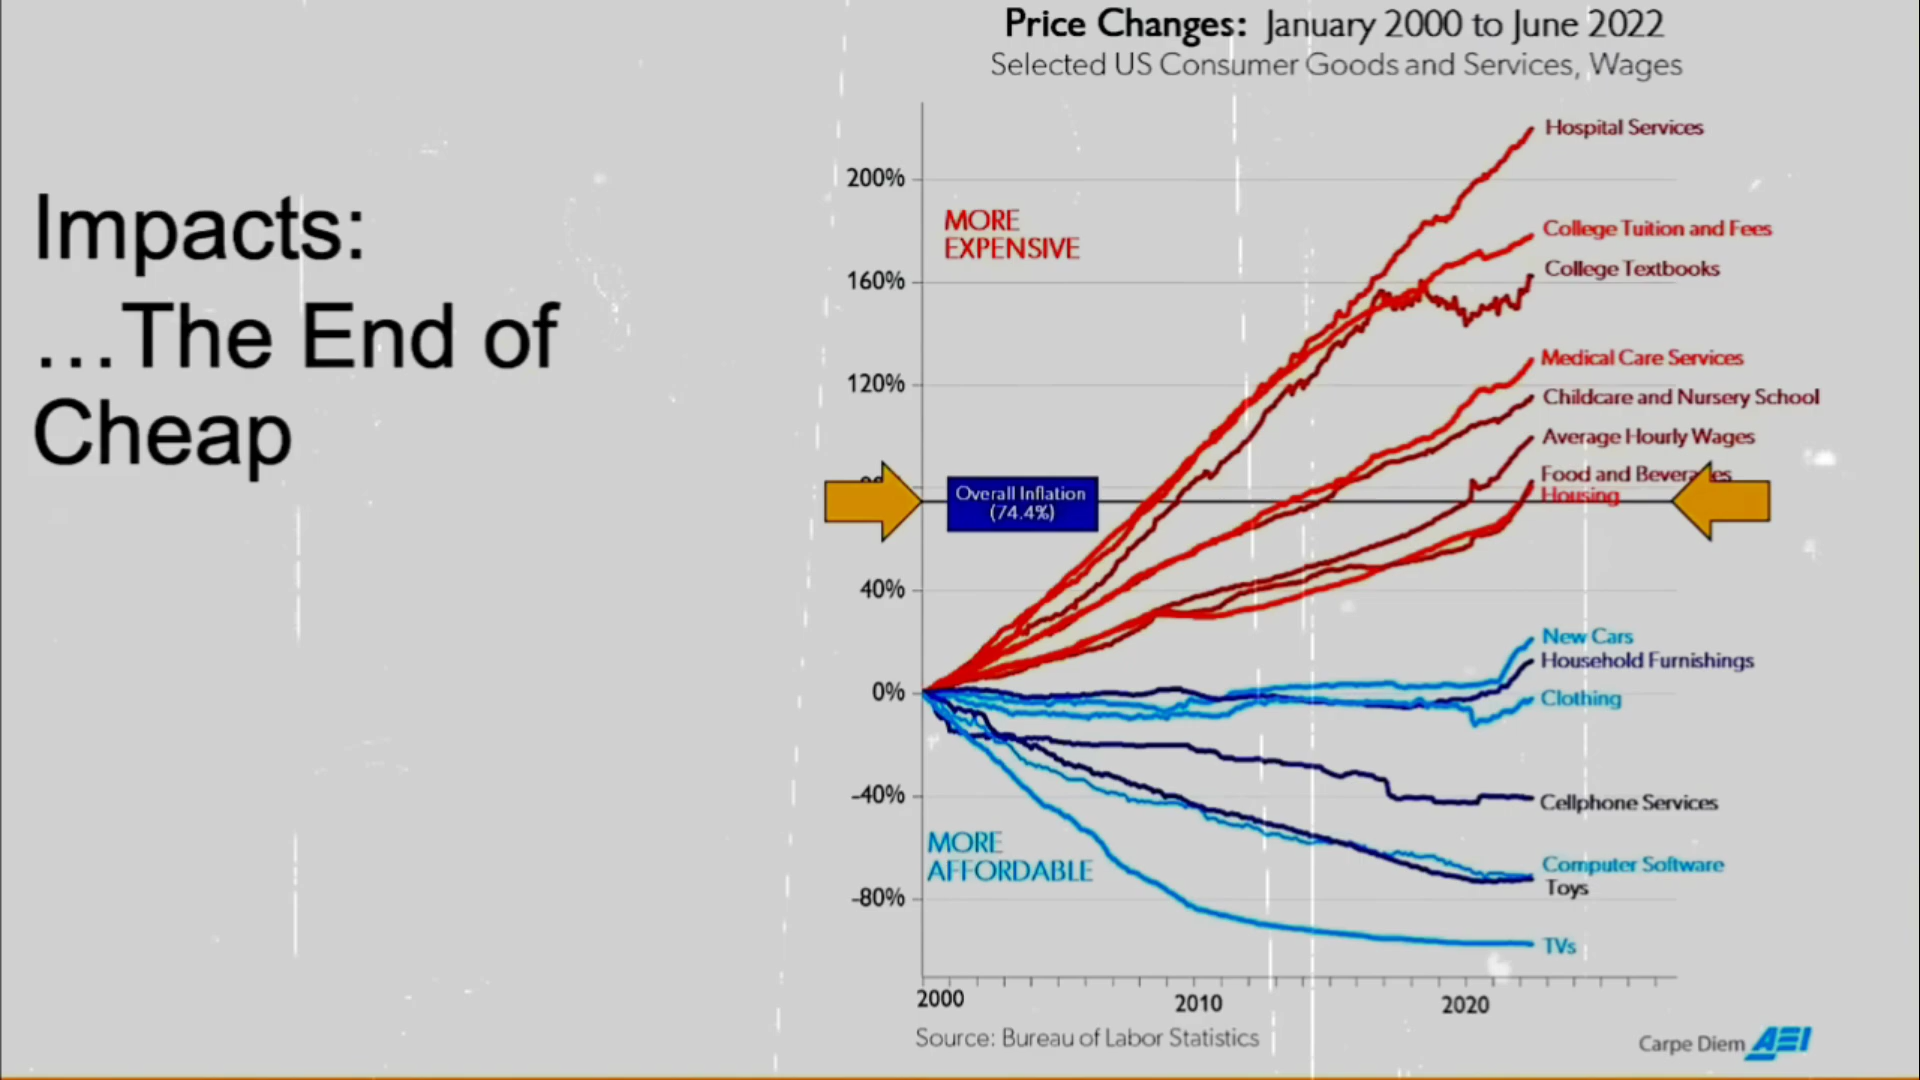 Impacts:
...The End of
Cheap
Price Changes: January 2000 to June 2022
Selected US Consumer Goods and Services, Wages
200%
160%
120%
40%
0%
-40%
-80%
MORE
EXPENSIVE
Overall Inflation
(74.4%)
MORE
AFFORDABLE
Hospital Services
College Tuition and Fees
College Textbooks
Medical Care Services
Childcare and Nursery School
Average Hourly Wages
Food and Beverages
Housing
New Cars
Household Furnishings
Clothing
Cellphone Services
Computer Software
Toys
TVs
2000 2010 2020
Source: Bureau of Labor Statistics
Carpe Diem AEI